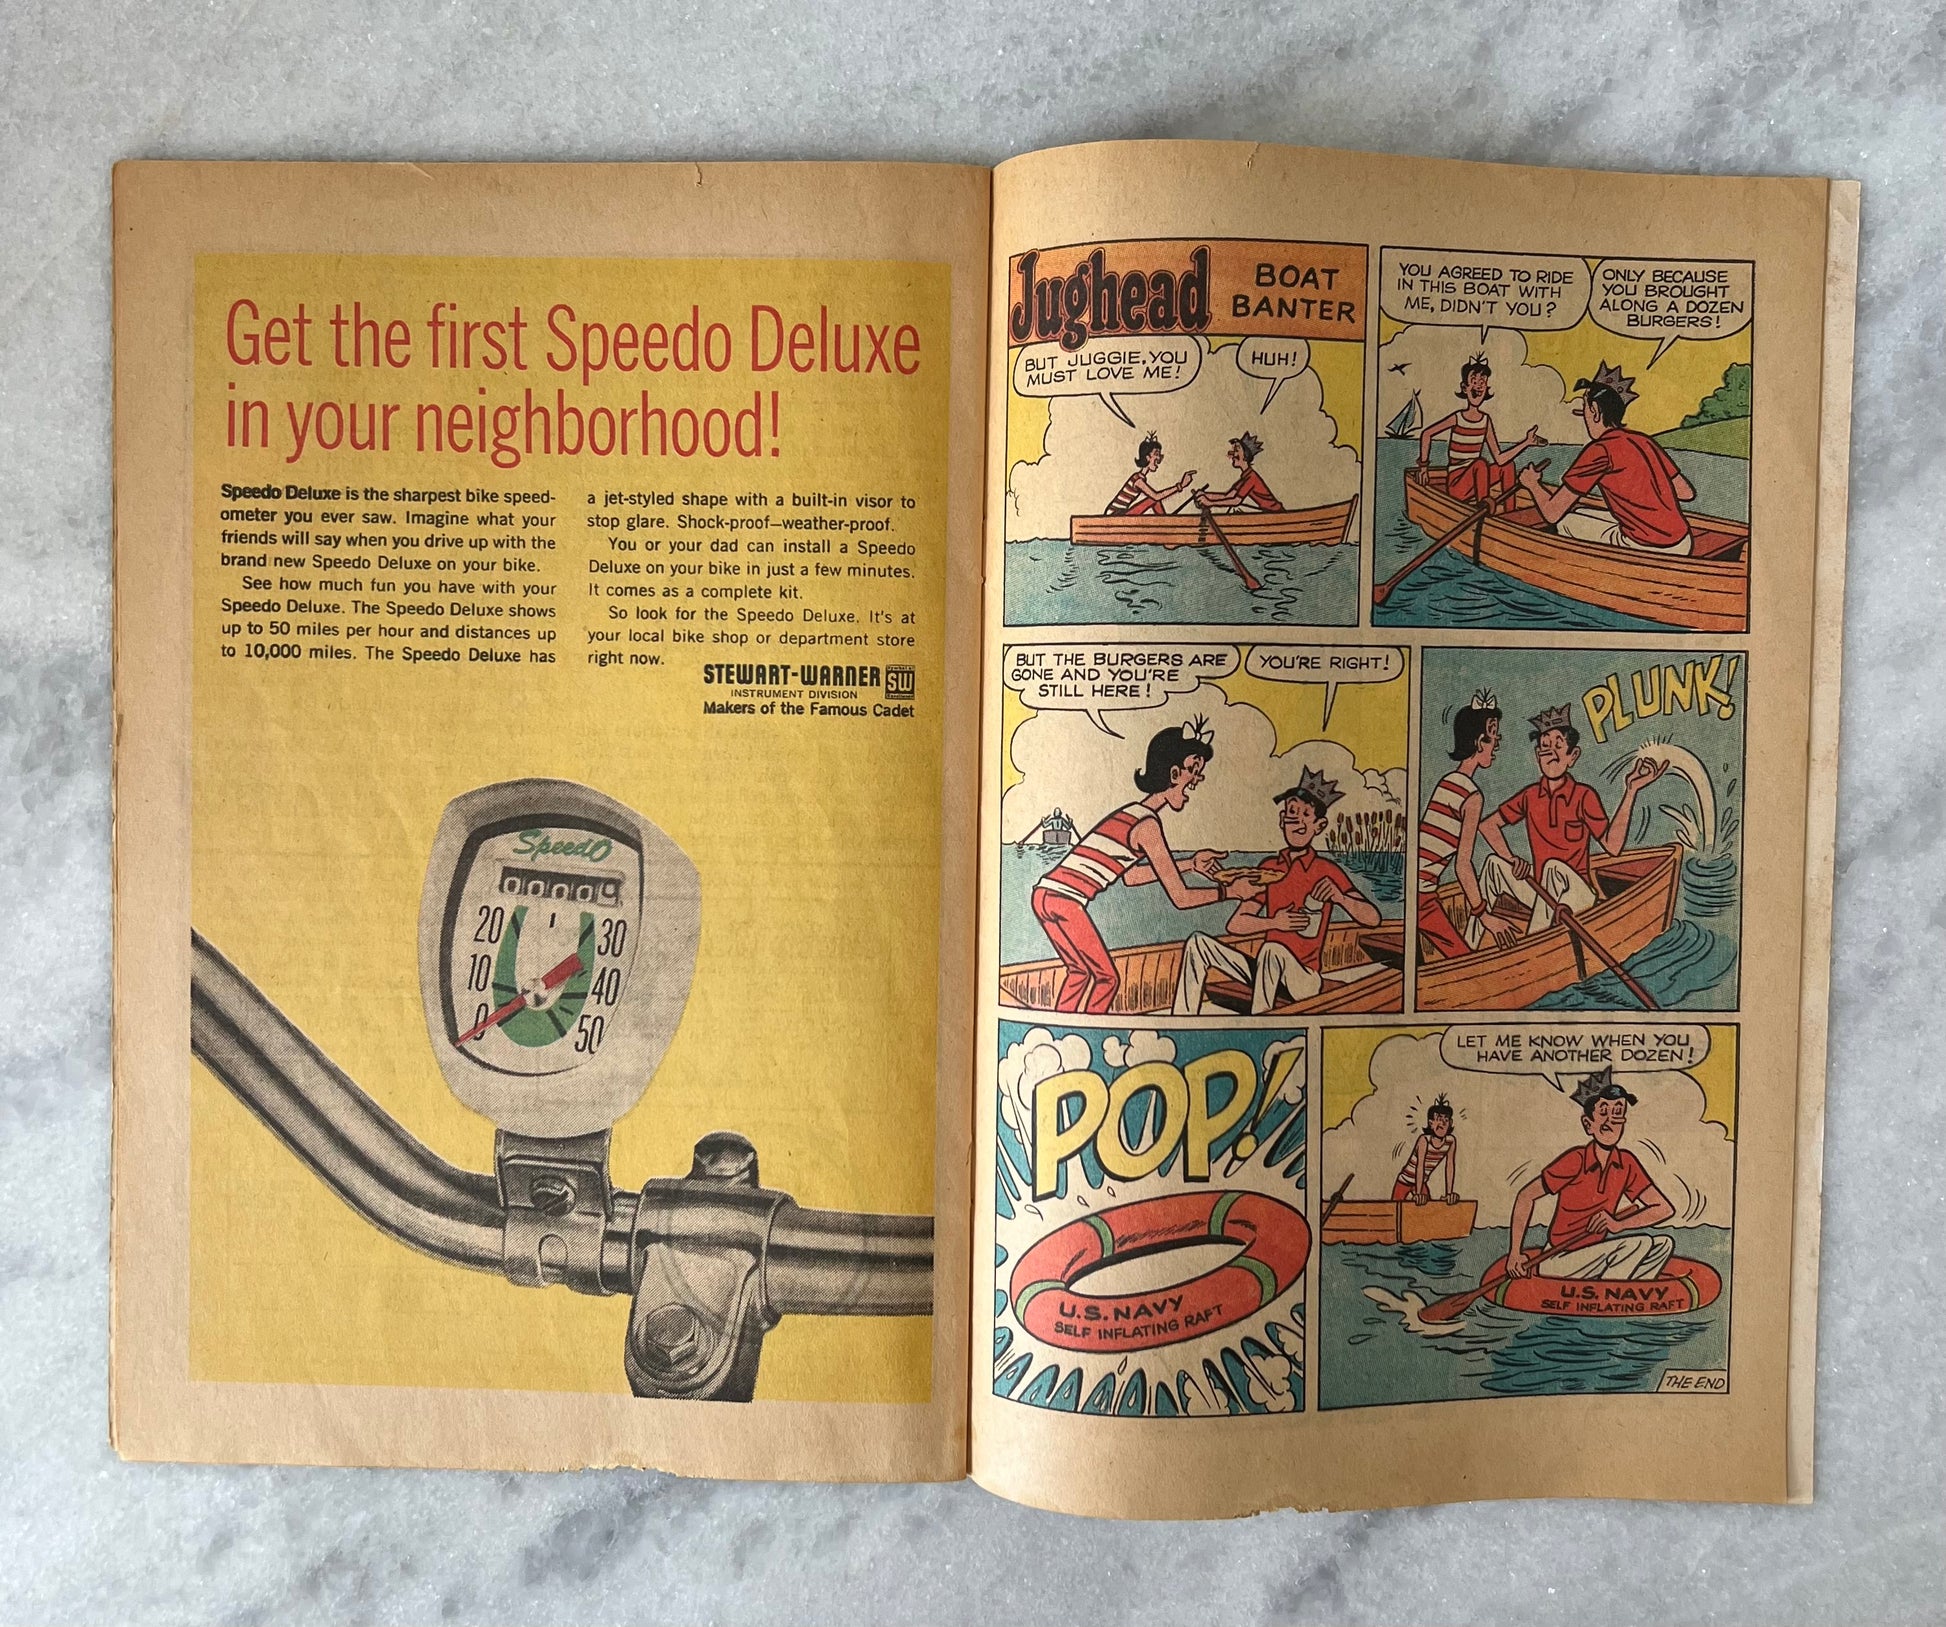 Get the first Speedo Deluxe
in your neighborhood!
Speedo Deluxe is the sharpest bike speed-
ometer you ever saw. Imagine what your
friends will say when you drive up with the
brand new Speedo Deluxe on your bike.
See how much fun you have with your
Speedo Deluxe. The Speedo Deluxe shows
up to 50 miles per hour and distances up
to 10,000 miles. The Speedo Deluxe has
a jet-styled shape with a built-in visor to
stop glare. Shock-proof—weather-proof.
You or your dad can install a Speedo
Deluxe on your bike in just a few minutes.
It comes as a complete kit.
So look for the Speedo Deluxe. It's at
your local bike shop or department store
right now.
STEWART-WARNER
SW
INSTRUMENT DIVISION
Makers of the Famous Cadet
Speedo
00000
20 30
10 40
0 50
Jughead
BOAT
BANTER
BUT JUGGIE, YOU
MUST LOVE ME!
HUH!
YOU AGREED TO RIDE
IN THIS BOAT WITH
ME, DIDN'T YOU?
ONLY BECAUSE
YOU BROUGHT
ALONG A DOZEN
BURGERS!
BUT THE BURGERS ARE
GONE AND YOU'RE
STILL HERE!
YOU'RE RIGHT!
PLUNK!
POP!
U.S. NAVY
SELF INFLATING RAFT
LET ME KNOW WHEN YOU
HAVE ANOTHER DOZEN!
U.S. NAVY
SELF INFLATING RAFT
THE END